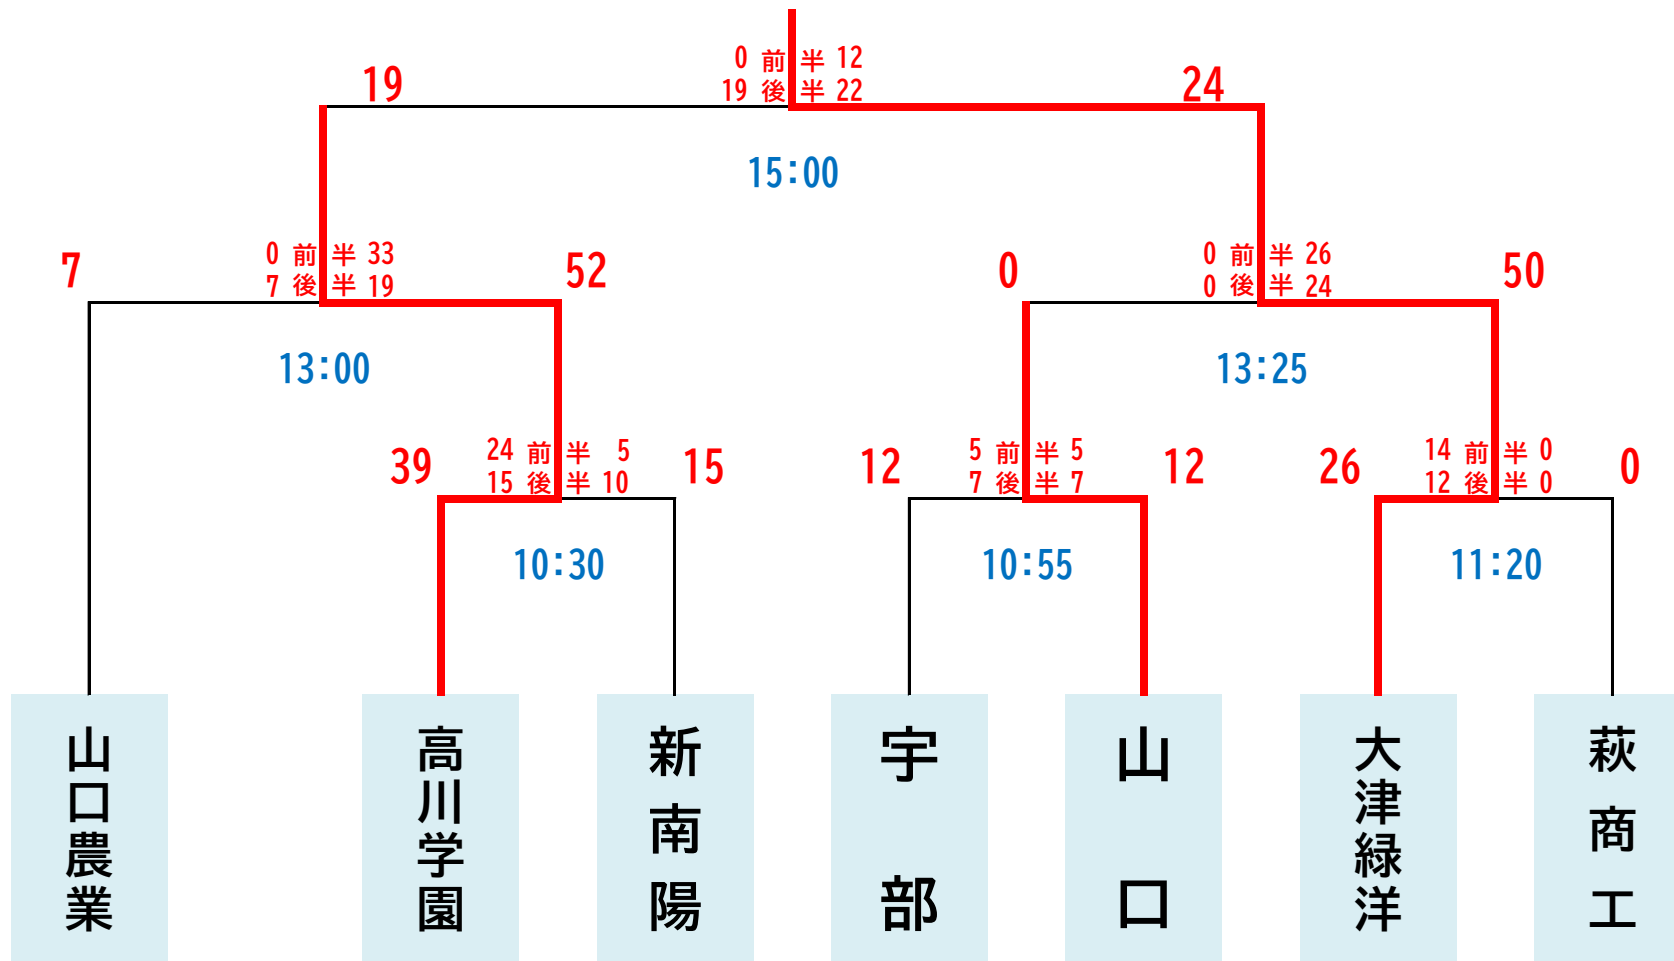 0 前 半 12
19 24
19 後 半 22
15:00
0 前 半 33
7 52
7 後 半 19
0 前 半 26
0 50
0 後 半 24
13:00
13:25
24 前 半 5
39 15
15 後 半 10
5 前 半 5
12 12
7 後 半 7
14 前 半 0
26 0
12 後 半 0
10:30
10:55
11:20
山口農業
高川学園
新南陽
宇部
山口
大津緑洋
萩商工